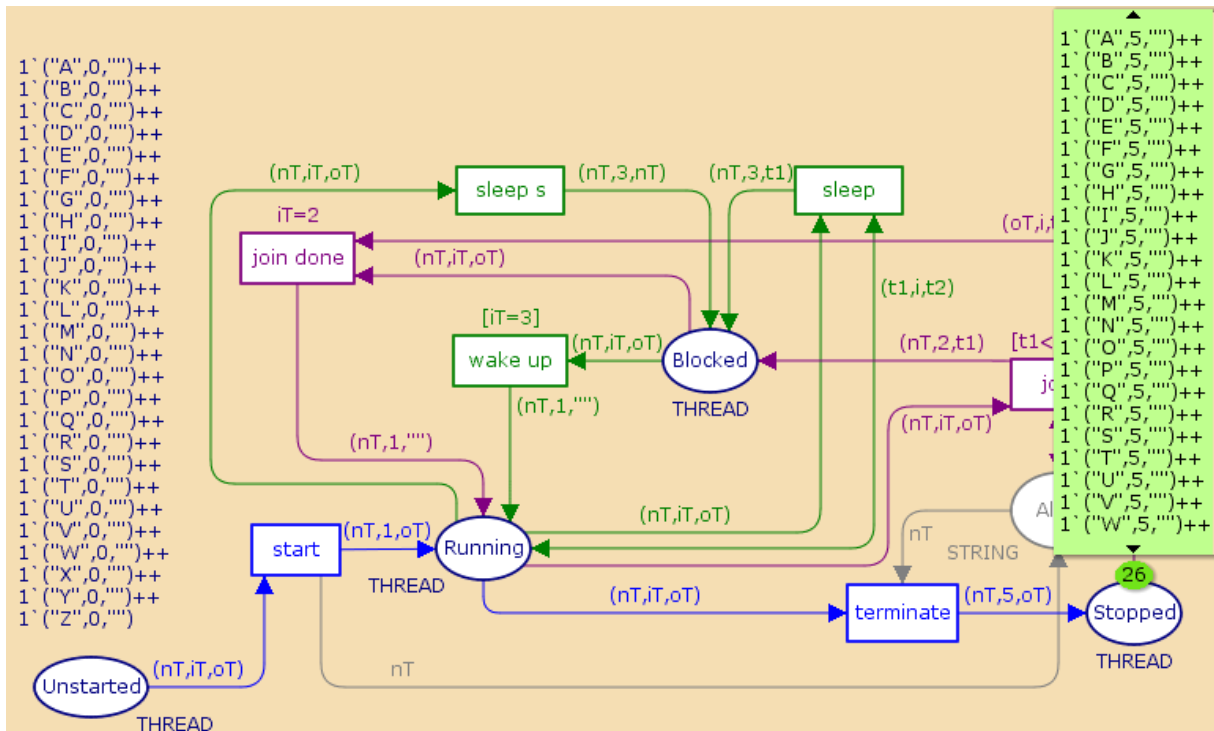 1`("A",0,"")++
1`("B",0,"")++
1`("C",0,"")++
1`("D",0,"")++
1`("E",0,"")++
1`("F",0,"")++
1`("G",0,"")++
1`("H",0,"")++
1`("I",0,"")++
1`("J",0,"")++
1`("K",0,"")++
1`("L",0,"")++
1`("M",0,"")++
1`("N",0,"")++
1`("O",0,"")++
1`("P",0,"")++
1`("Q",0,"")++
1`("R",0,"")++
1`("S",0,"")++
1`("T",0,"")++
1`("U",0,"")++
1`("V",0,"")++
1`("W",0,"")++
1`("X",0,"")++
1`("Y",0,"")++
1`("Z",0,"")
(nT,iT,oT)
sleep s
(nT,3,nT)
(nT,3,t1)
sleep
iT=2
join done
(nT,iT,oT)
(oT,i,t
(t1,i,t2)
[iT=3]
wake up
(nT,iT,oT)
Blocked
THREAD
(nT,2,t1)
[t1<
jo
(nT,1,"")
(nT,iT,oT)
(nT,1,"")
(nT,iT,oT)
start
(nT,1,oT)
Running
THREAD
nT
STRING
Al
(nT,iT,oT)
terminate
(nT,5,oT)
Stopped
THREAD
Unstarted
THREAD
(nT,iT,oT)
nT
1`("A",5,"")++
1`("B",5,"")++
1`("C",5,"")++
1`("D",5,"")++
1`("E",5,"")++
1`("F",5,"")++
1`("G",5,"")++
1`("H",5,"")++
1`("I",5,"")++
1`("J",5,"")++
1`("K",5,"")++
1`("L",5,"")++
1`("M",5,"")++
1`("N",5,"")++
1`("O",5,"")++
1`("P",5,"")++
1`("Q",5,"")++
1`("R",5,"")++
1`("S",5,"")++
1`("T",5,"")++
1`("U",5,"")++
1`("V",5,"")++
1`("W",5,"")++
26